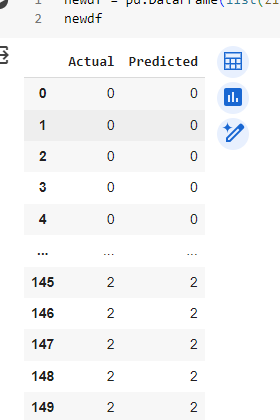 1 newdf = pd.DataFrame(list(zi
2 newdf
Actual Predicted
0 0 0
1 0 0
2 0 0
3 0 0
4 0 0
... ... ...
145 2 2
146 2 2
147 2 2
148 2 2
149 2 2